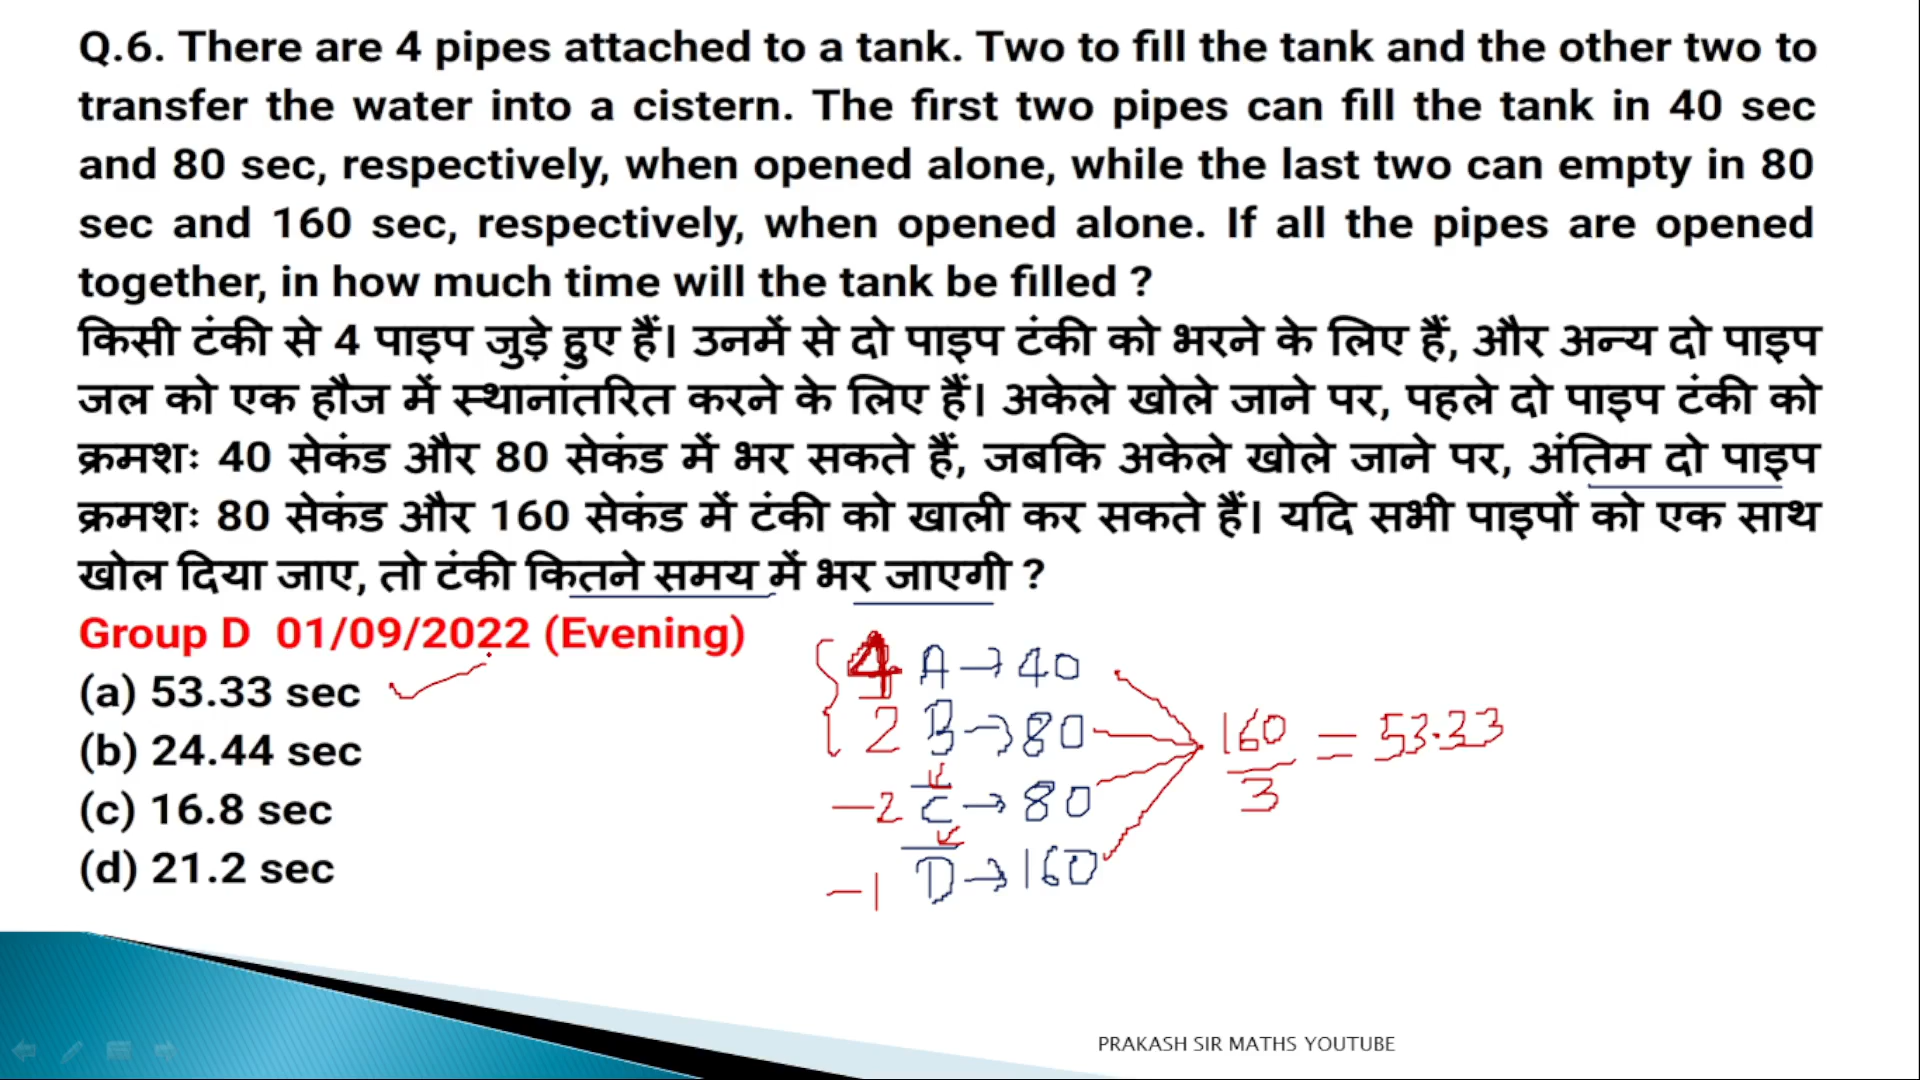 Q.6. There are 4 pipes attached to a tank. Two to fill the tank and the other two to
transfer the water into a cistern. The first two pipes can fill the tank in 40 sec
and 80 sec, respectively, when opened alone, while the last two can empty in 80
sec and 160 sec, respectively, when opened alone. If all the pipes are opened
together, in how much time will the tank be filled ?
किसी टंकी से 4 पाइप जुड़े हुए हैं। उनमें से दो पाइप टंकी को भरने के लिए हैं, और अन्य दो पाइप
जल को एक हौज में स्थानांतरित करने के लिए हैं। अकेले खोले जाने पर, पहले दो पाइप टंकी को
क्रमशः 40 सेकंड और 80 सेकंड में भर सकते हैं, जबकि अकेले खोले जाने पर, अंतिम दो पाइप
क्रमशः 80 सेकंड और 160 सेकंड में टंकी को खाली कर सकते हैं। यदि सभी पाइपों को एक साथ
खोल दिया जाए, तो टंकी कितने समय में भर जाएगी ?
Group D 01/09/2022 (Evening)
(a) 53.33 sec
(b) 24.44 sec
(c) 16.8 sec
(d) 21.2 sec
4 A → 40
2 B → 80
-2 C → 80
-1 D → 160
160/3 = 53.33
PRAKASH SIR MATHS YOUTUBE